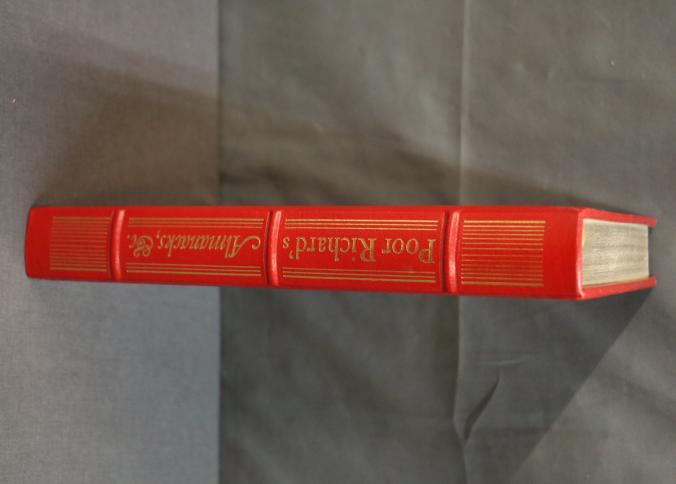 Poor Richard's
Almanacks, &c.